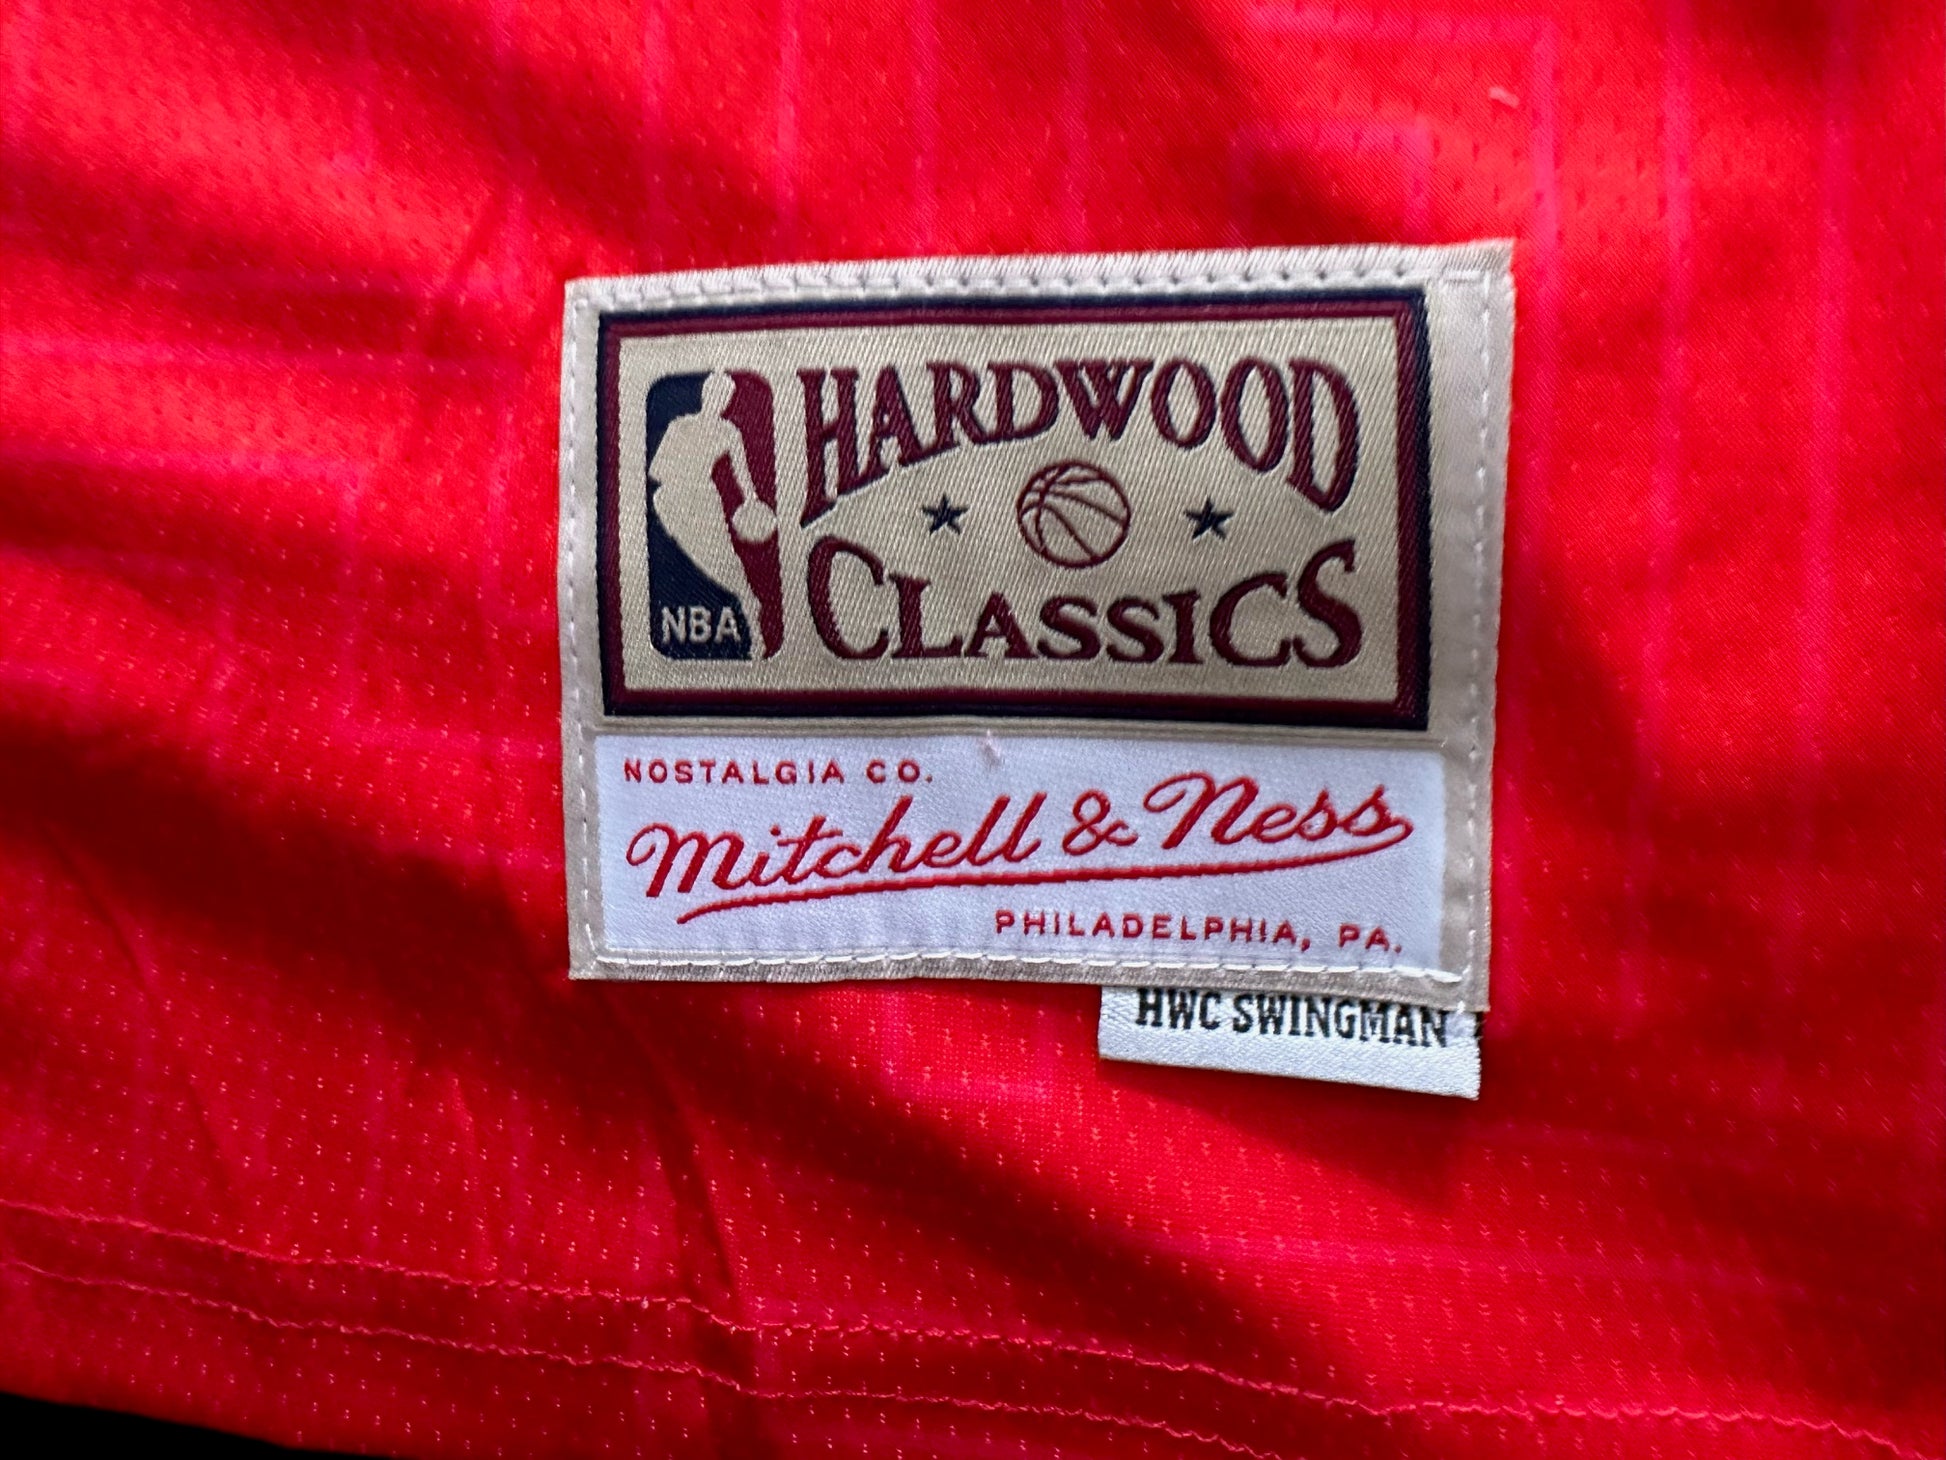 HARDWOOD
CLASSICS
NBA
NOSTALGIA CO.
Mitchell & Ness
PHILADELPHIA, PA.
HWC SWINGMAN